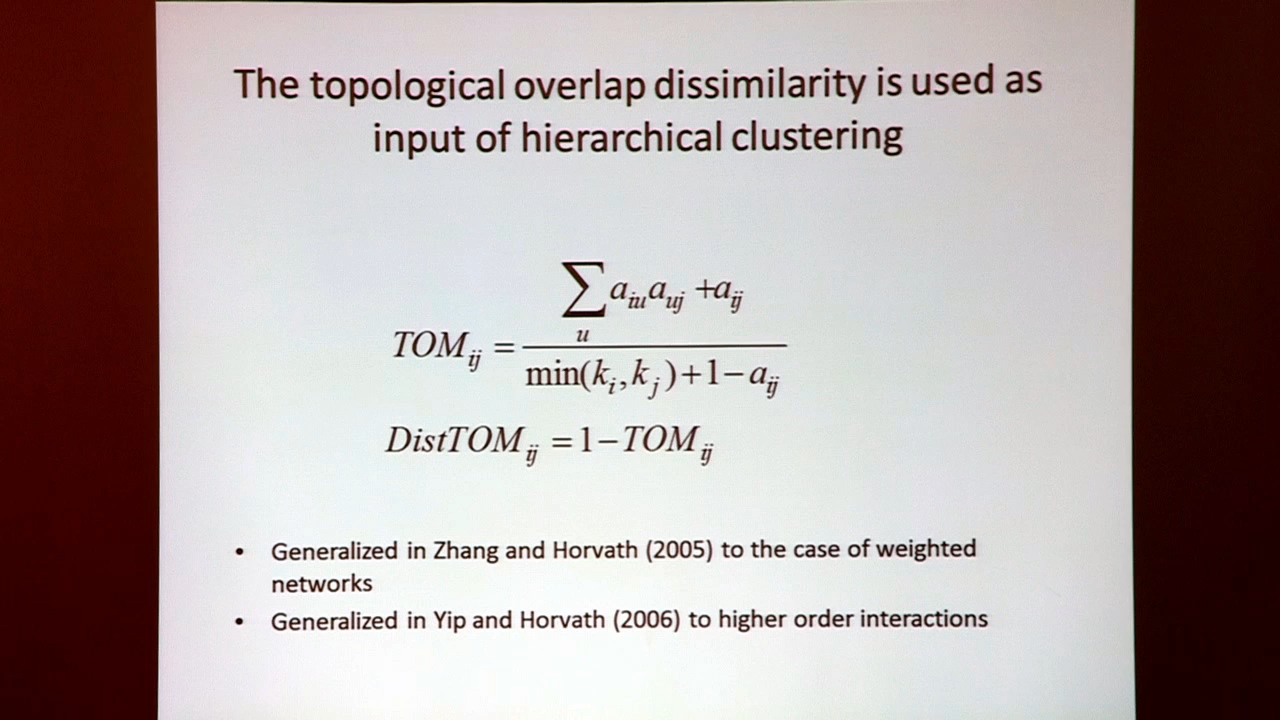 The topological overlap dissimilarity is used as
input of hierarchical clustering
TOM_ij = (∑_u a_iu a_uj + a_ij) / (min(k_i, k_j) + 1 − a_ij)
DistTOM_ij = 1 − TOM_ij
• Generalized in Zhang and Horvath (2005) to the case of weighted
networks
• Generalized in Yip and Horvath (2006) to higher order interactions